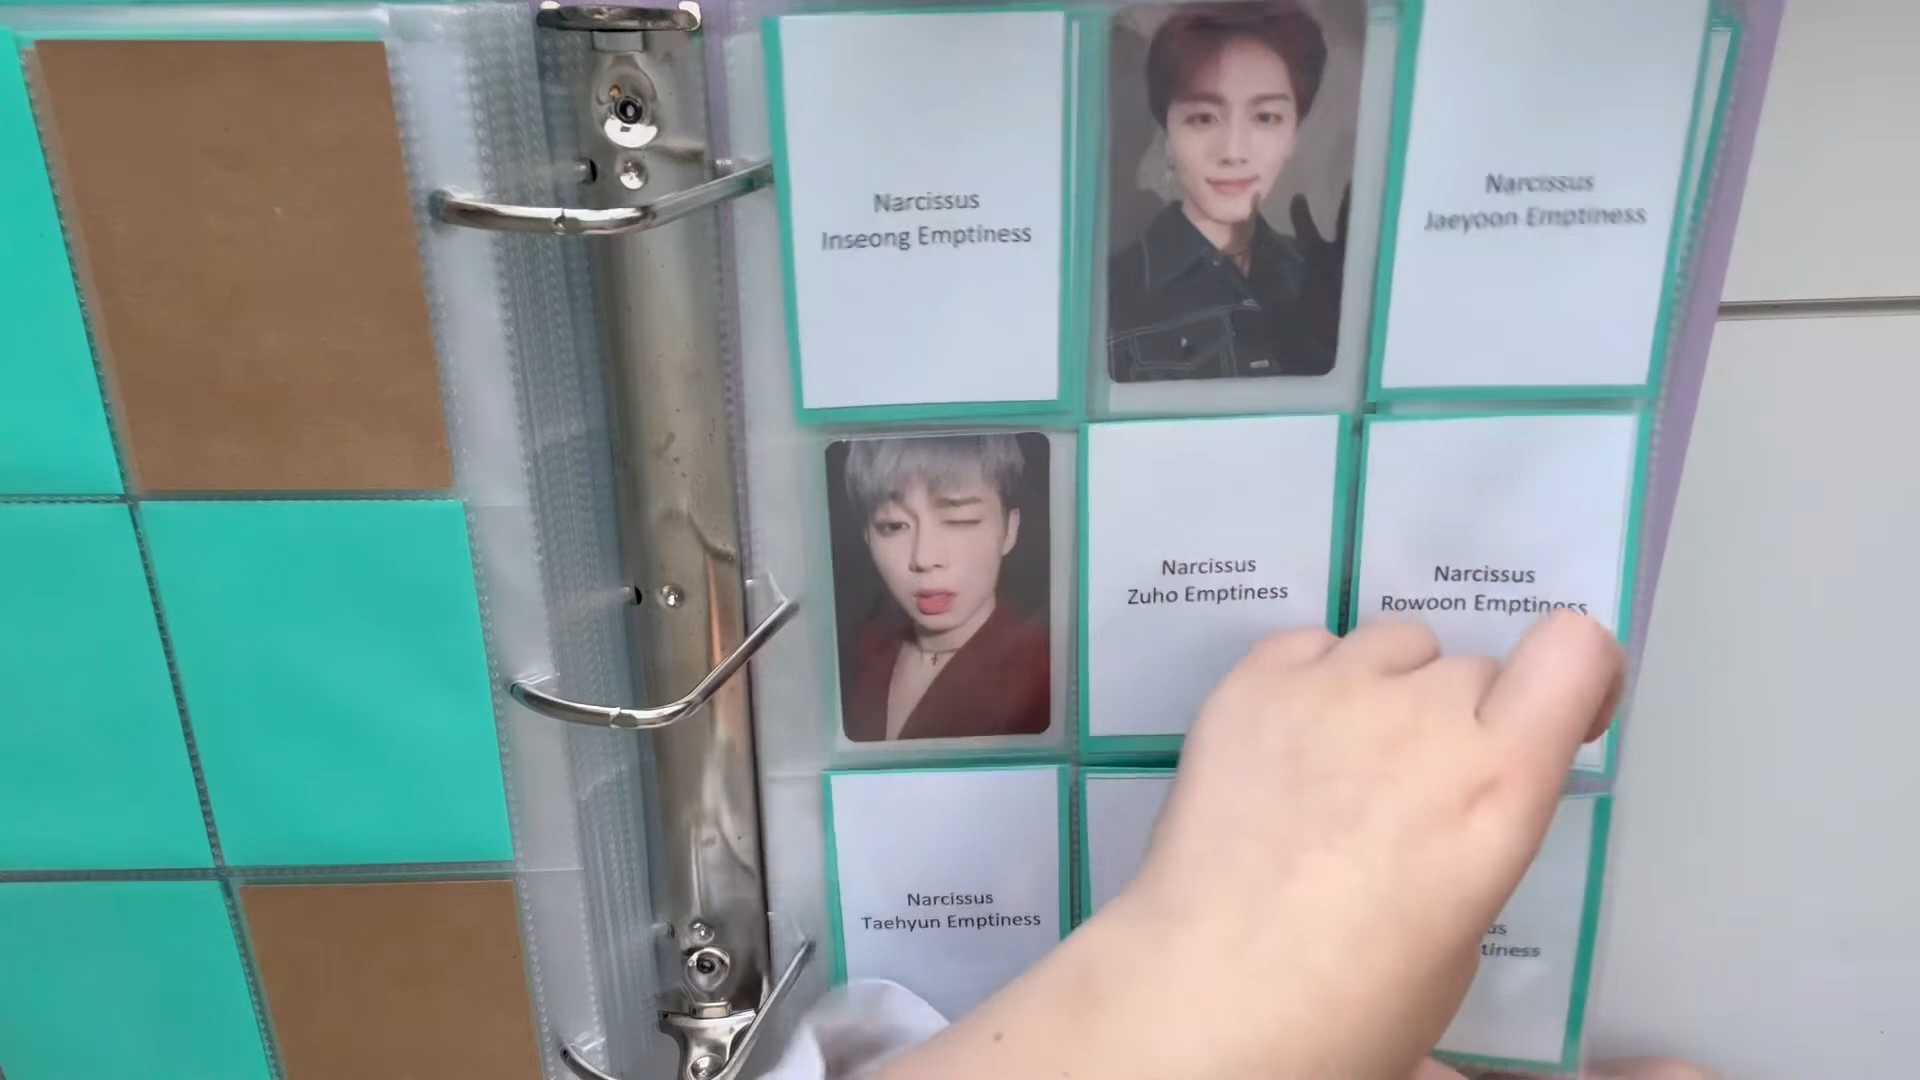 Narcissus
Inseong Emptiness
Narcissus
Jaeyoon Emptiness
Narcissus
Zuho Emptiness
Narcissus
Rowoon Emptiness
Narcissus
Taehyun Emptiness